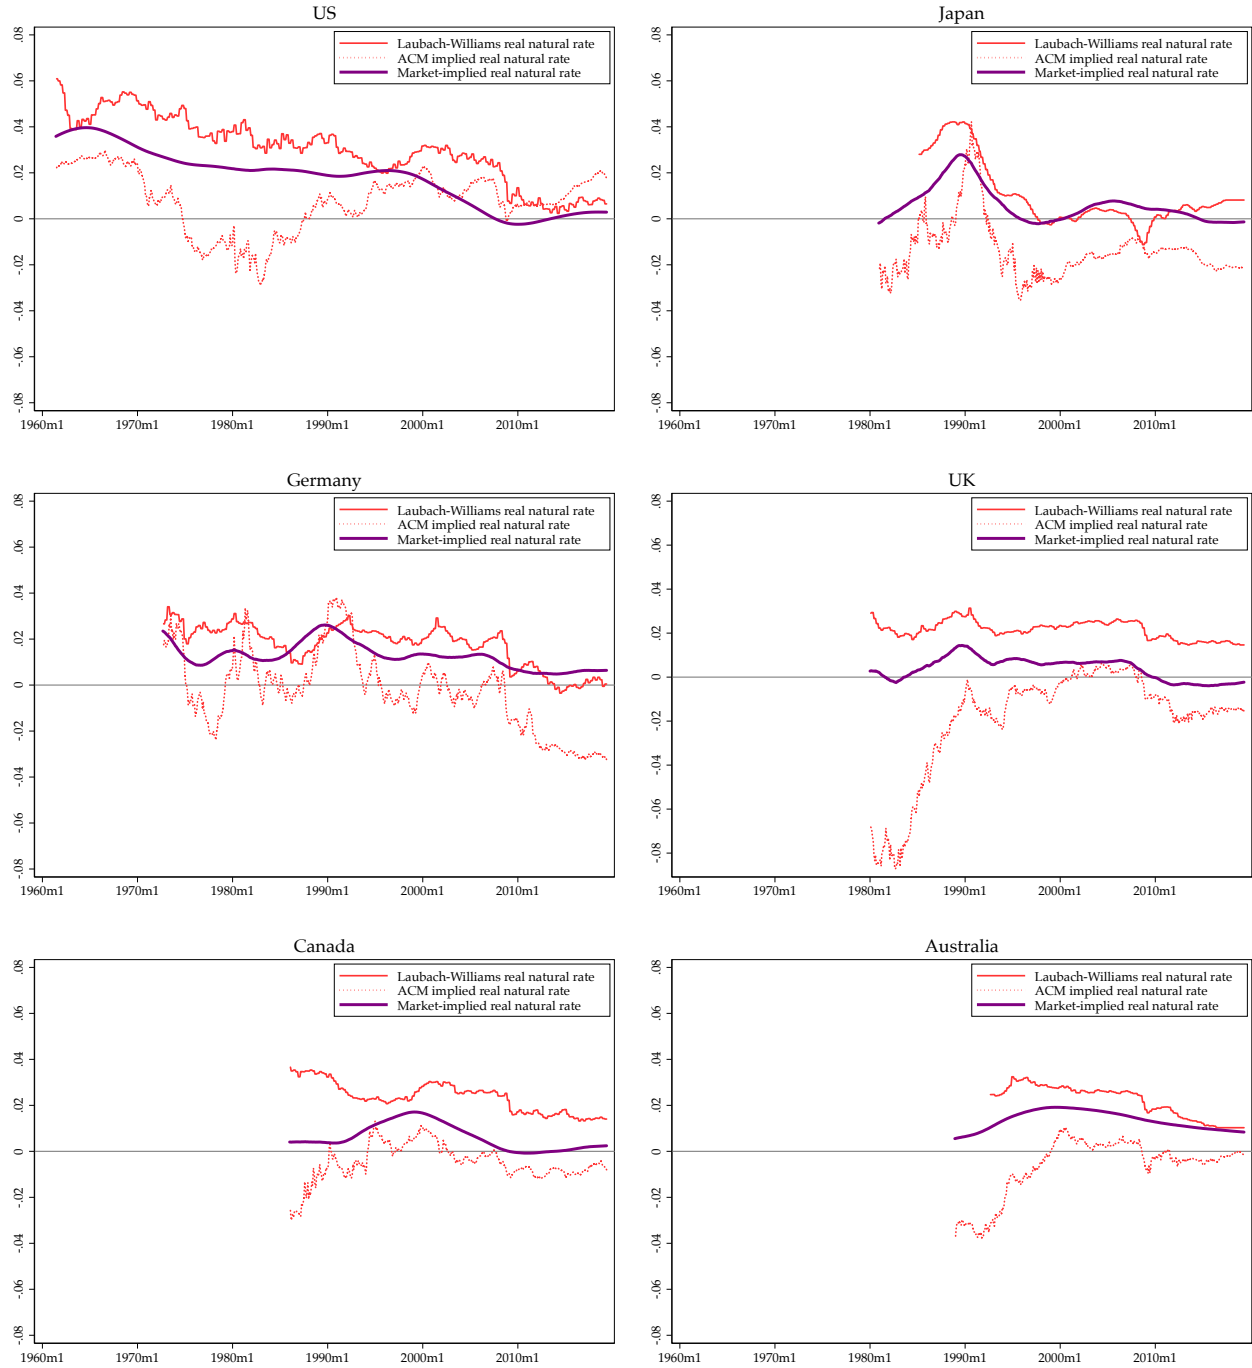 US
Laubach-Williams real natural rate
ACM implied real natural rate
Market-implied real natural rate
.08
.06
.04
.02
0
-.02
-.04
-.06
-.08
1960m1 1970m1 1980m1 1990m1 2000m1 2010m1
Japan
Laubach-Williams real natural rate
ACM implied real natural rate
Market-implied real natural rate
.08
.06
.04
.02
0
-.02
-.04
-.06
-.08
1960m1 1970m1 1980m1 1990m1 2000m1 2010m1
Germany
Laubach-Williams real natural rate
ACM implied real natural rate
Market-implied real natural rate
.08
.06
.04
.02
0
-.02
-.04
-.06
-.08
1960m1 1970m1 1980m1 1990m1 2000m1 2010m1
UK
Laubach-Williams real natural rate
ACM implied real natural rate
Market-implied real natural rate
.08
.06
.04
.02
0
-.02
-.04
-.06
-.08
1960m1 1970m1 1980m1 1990m1 2000m1 2010m1
Canada
Laubach-Williams real natural rate
ACM implied real natural rate
Market-implied real natural rate
.08
.06
.04
.02
0
-.02
-.04
-.06
-.08
1960m1 1970m1 1980m1 1990m1 2000m1 2010m1
Australia
Laubach-Williams real natural rate
ACM implied real natural rate
Market-implied real natural rate
.08
.06
.04
.02
0
-.02
-.04
-.06
-.08
1960m1 1970m1 1980m1 1990m1 2000m1 2010m1